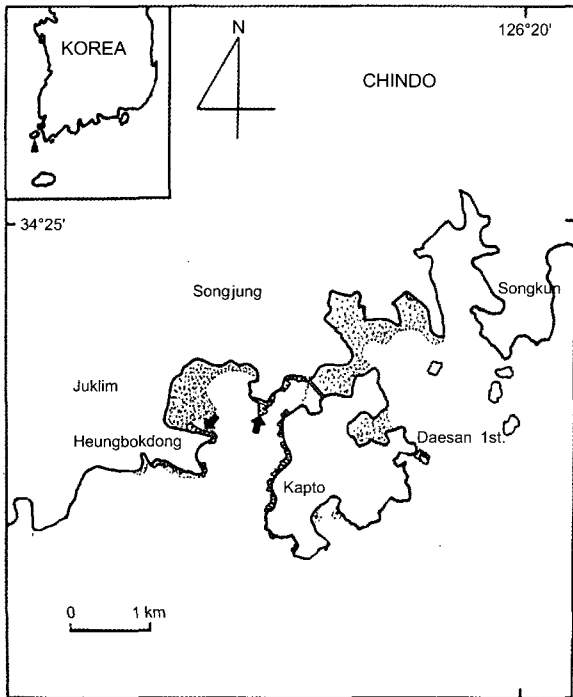 KOREA
126°20'
N
CHINDO
34°25'
Songjung
Songkun
Juklim
Heungbokdong
Daesan 1st.
Kapto
0 1 km